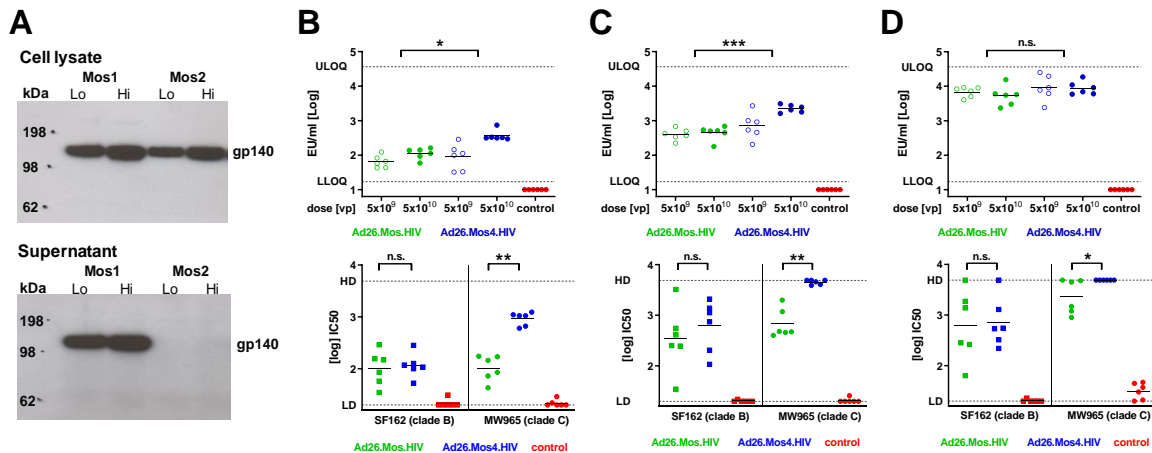 A
Cell lysate
Mos1 Mos2
kDa Lo Hi Lo Hi
198
98
62
gp140
Supernatant
Mos1 Mos2
kDa Lo Hi Lo Hi
198
98
62
gp140
B
*
EU/ml [Log]
5
ULOQ
4
3
2
LLOQ
1
dose [vp] 5x10⁹ 5x10¹⁰ 5x10⁹ 5x10¹⁰ control
Ad26.Mos.HIV Ad26.Mos4.HIV
[log] IC50
4
HD
3
2
LD
n.s. **
SF162 (clade B) MW965 (clade C)
Ad26.Mos.HIV Ad26.Mos4.HIV control
C
***
EU/ml [Log]
5
ULOQ
4
3
2
LLOQ
1
dose [vp] 5x10⁹ 5x10¹⁰ 5x10⁹ 5x10¹⁰ control
Ad26.Mos.HIV Ad26.Mos4.HIV
[log] IC50
4
HD
3
2
LD
n.s. **
SF162 (clade B) MW965 (clade C)
Ad26.Mos.HIV Ad26.Mos4.HIV control
D
n.s.
EU/ml [Log]
5
ULOQ
4
3
2
LLOQ
1
dose [vp] 5x10⁹ 5x10¹⁰ 5x10⁹ 5x10¹⁰ control
Ad26.Mos.HIV Ad26.Mos4.HIV
[log] IC50
4
HD
3
2
LD
n.s. *
SF162 (clade B) MW965 (clade C)
Ad26.Mos.HIV Ad26.Mos4.HIV control